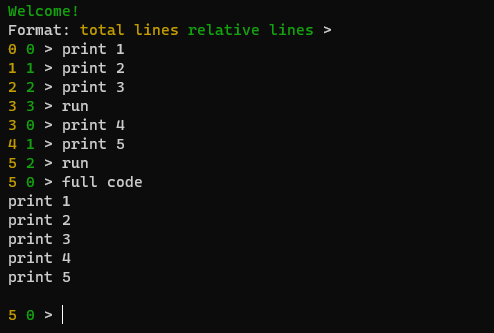 Welcome!
Format: total lines relative lines >
0 0 > print 1
1 1 > print 2
2 2 > print 3
3 3 > run
3 0 > print 4
4 1 > print 5
5 2 > run
5 0 > full code
print 1
print 2
print 3
print 4
print 5
5 0 >